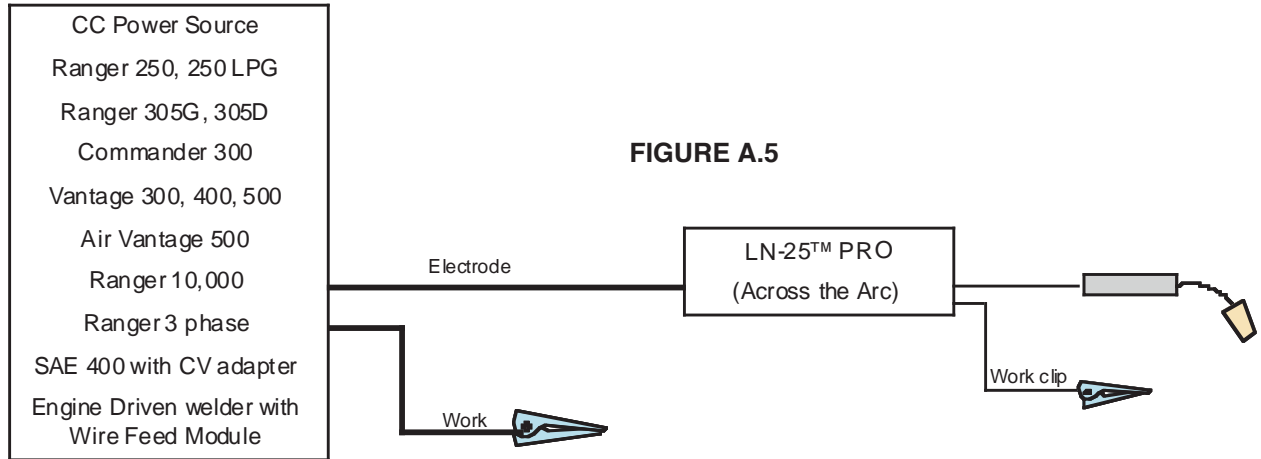 CC Power Source
Ranger 250, 250 LPG
Ranger 305G, 305D
Commander 300
Vantage 300, 400, 500
Air Vantage 500
Ranger 10,000
Ranger 3 phase
SAE 400 with CV adapter
Engine Driven welder with
Wire Feed Module
FIGURE A.5
Electrode
LN-25™ PRO
(Across the Arc)
Work
Work clip